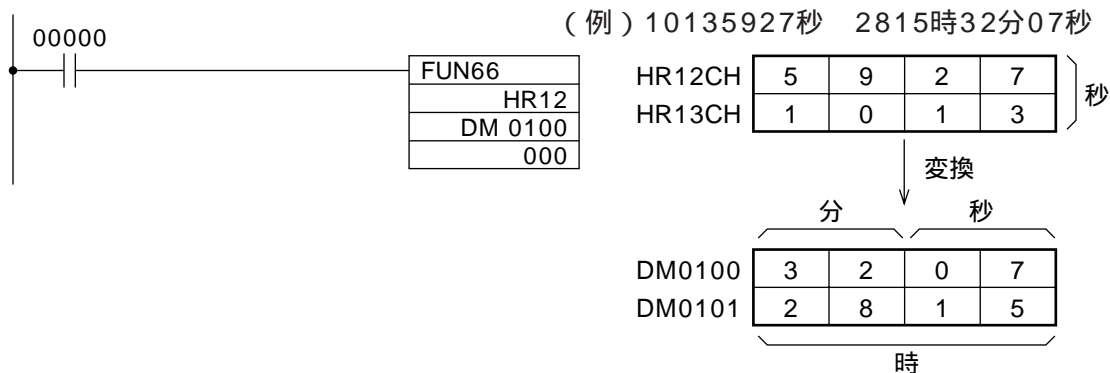 (例)10135927秒 2815時32分07秒
00000
FUN66
HR12
DM 0100
000
HR12CH 5 9 2 7
HR13CH 1 0 1 3
秒
変換
分 秒
DM0100 3 2 0 7
DM0101 2 8 1 5
時